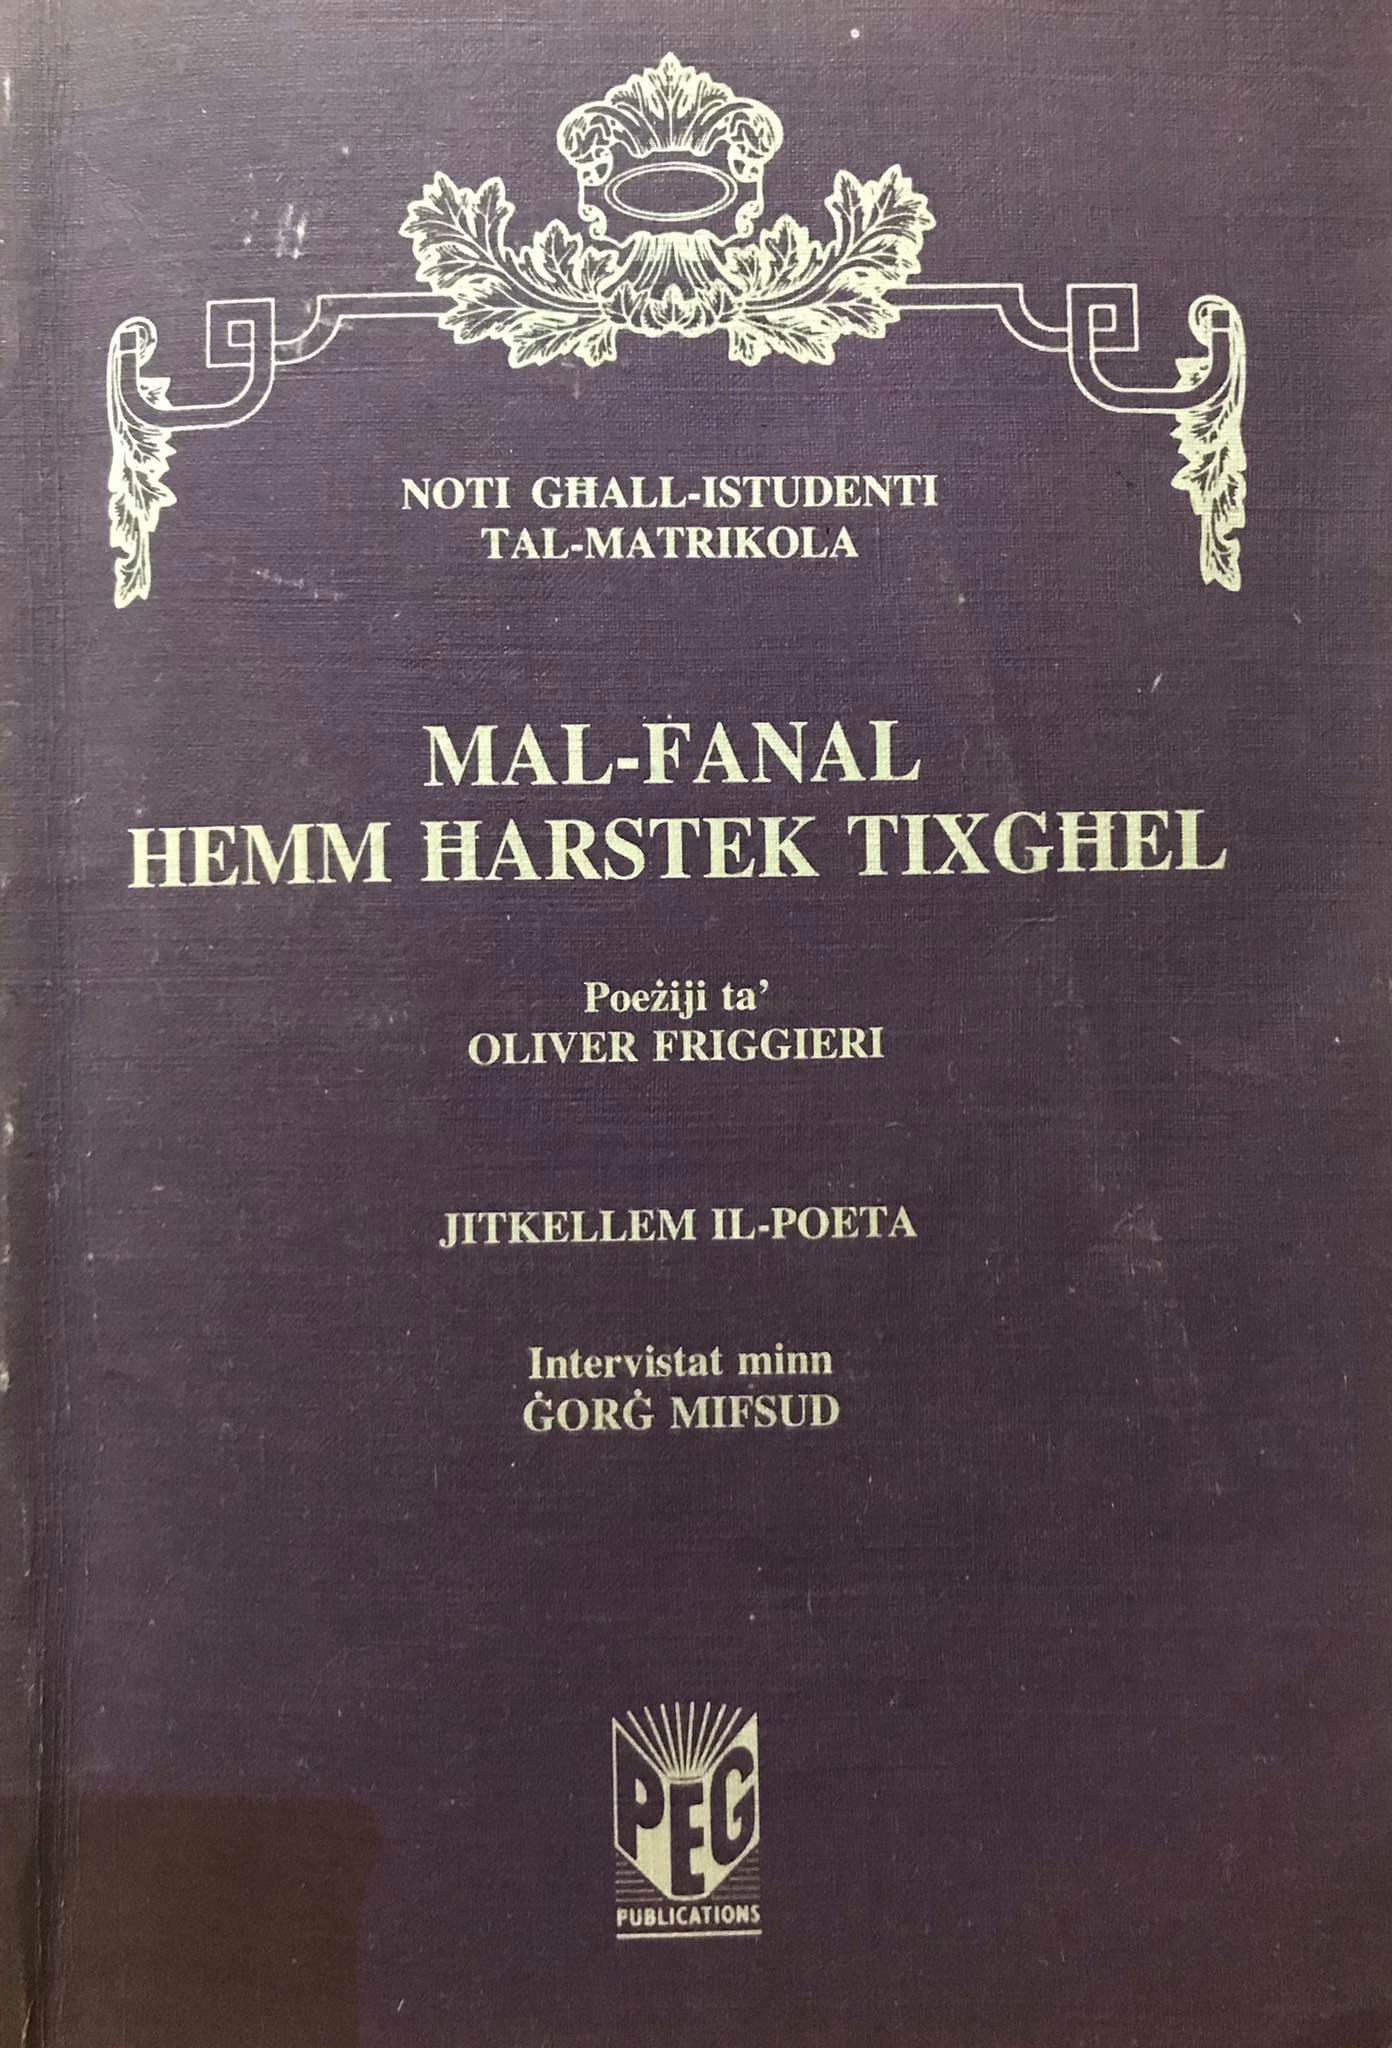 NOTI GĦALL-ISTUDENTI
TAL-MATRIKOLA
MAL-FANAL
HEMM ĦARSTEK TIXGĦEL
Poeżiji ta’
OLIVER FRIGGIERI
JITKELLEM IL-POETA
Intervistat minn
ĠORĠ MIFSUD
PEG
PUBLICATIONS